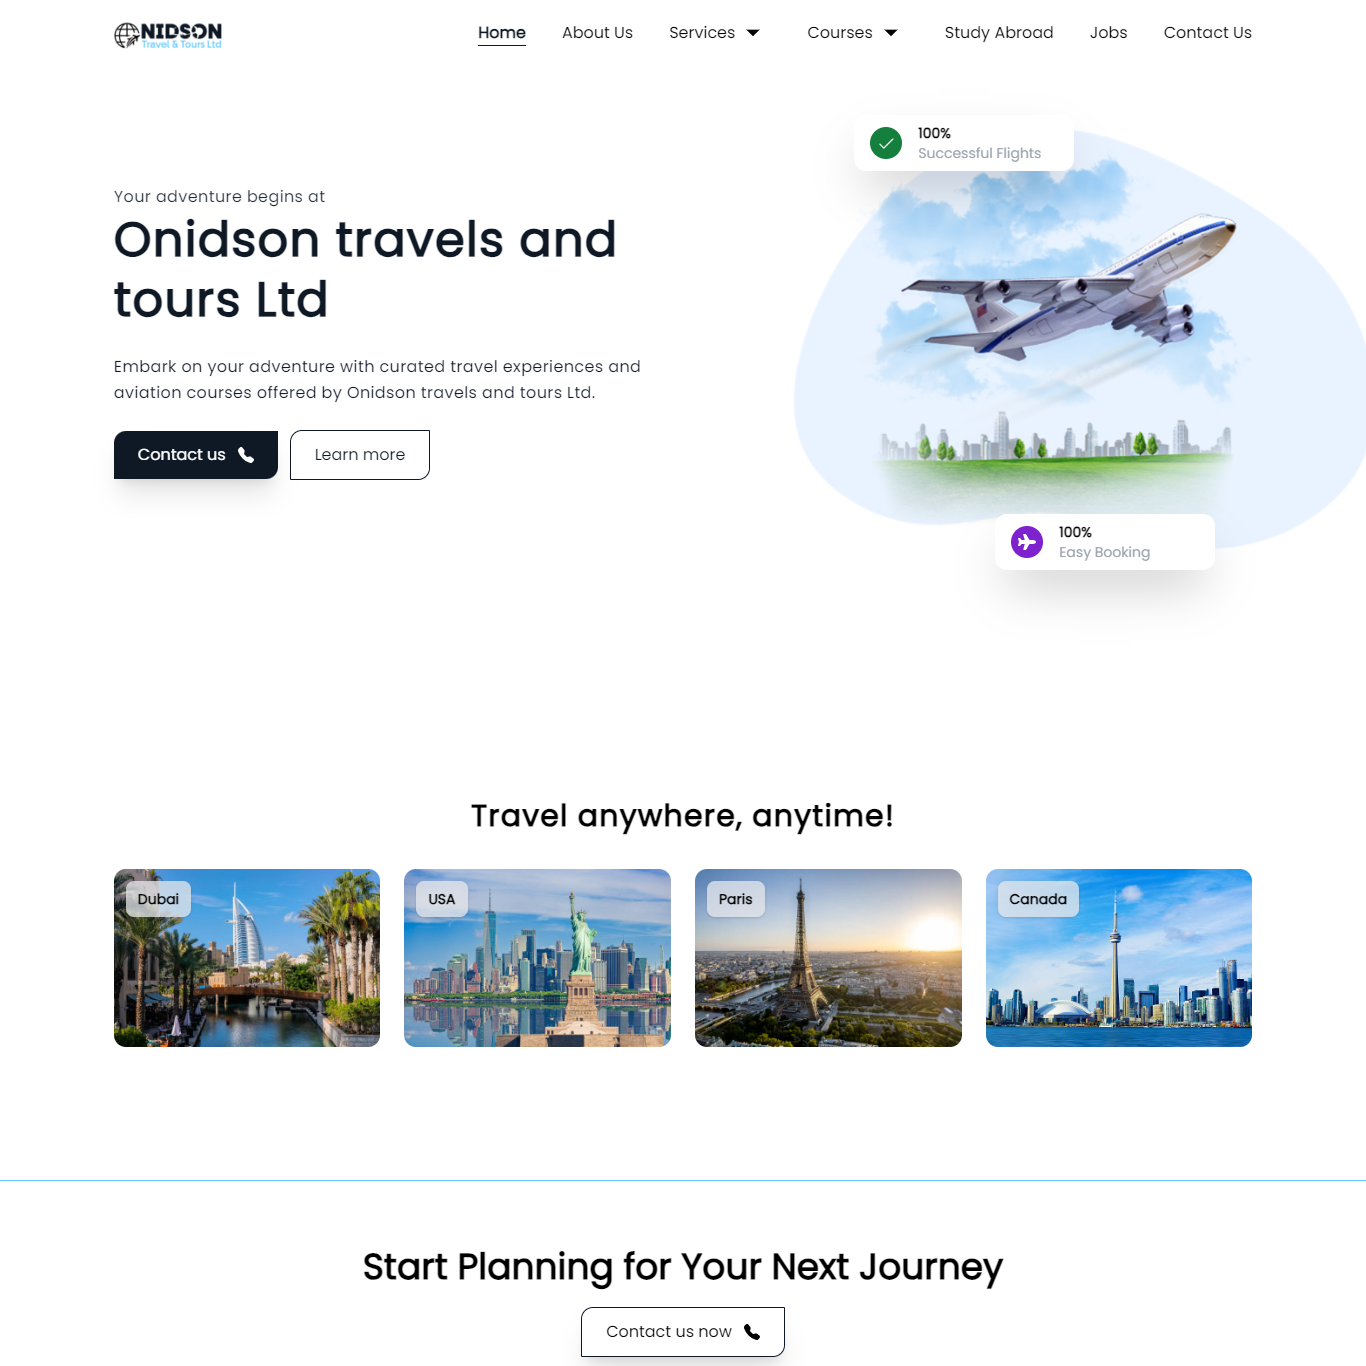 NIDSON
Travel & Tours Ltd
Home
About Us
Services
Courses
Study Abroad
Jobs
Contact Us
100%
Successful Flights
Your adventure begins at
Onidson travels and
tours Ltd
Embark on your adventure with curated travel experiences and
aviation courses offered by Onidson travels and tours Ltd.
Contact us
Learn more
100%
Easy Booking
Travel anywhere, anytime!
Dubai
USA
Paris
Canada
Start Planning for Your Next Journey
Contact us now